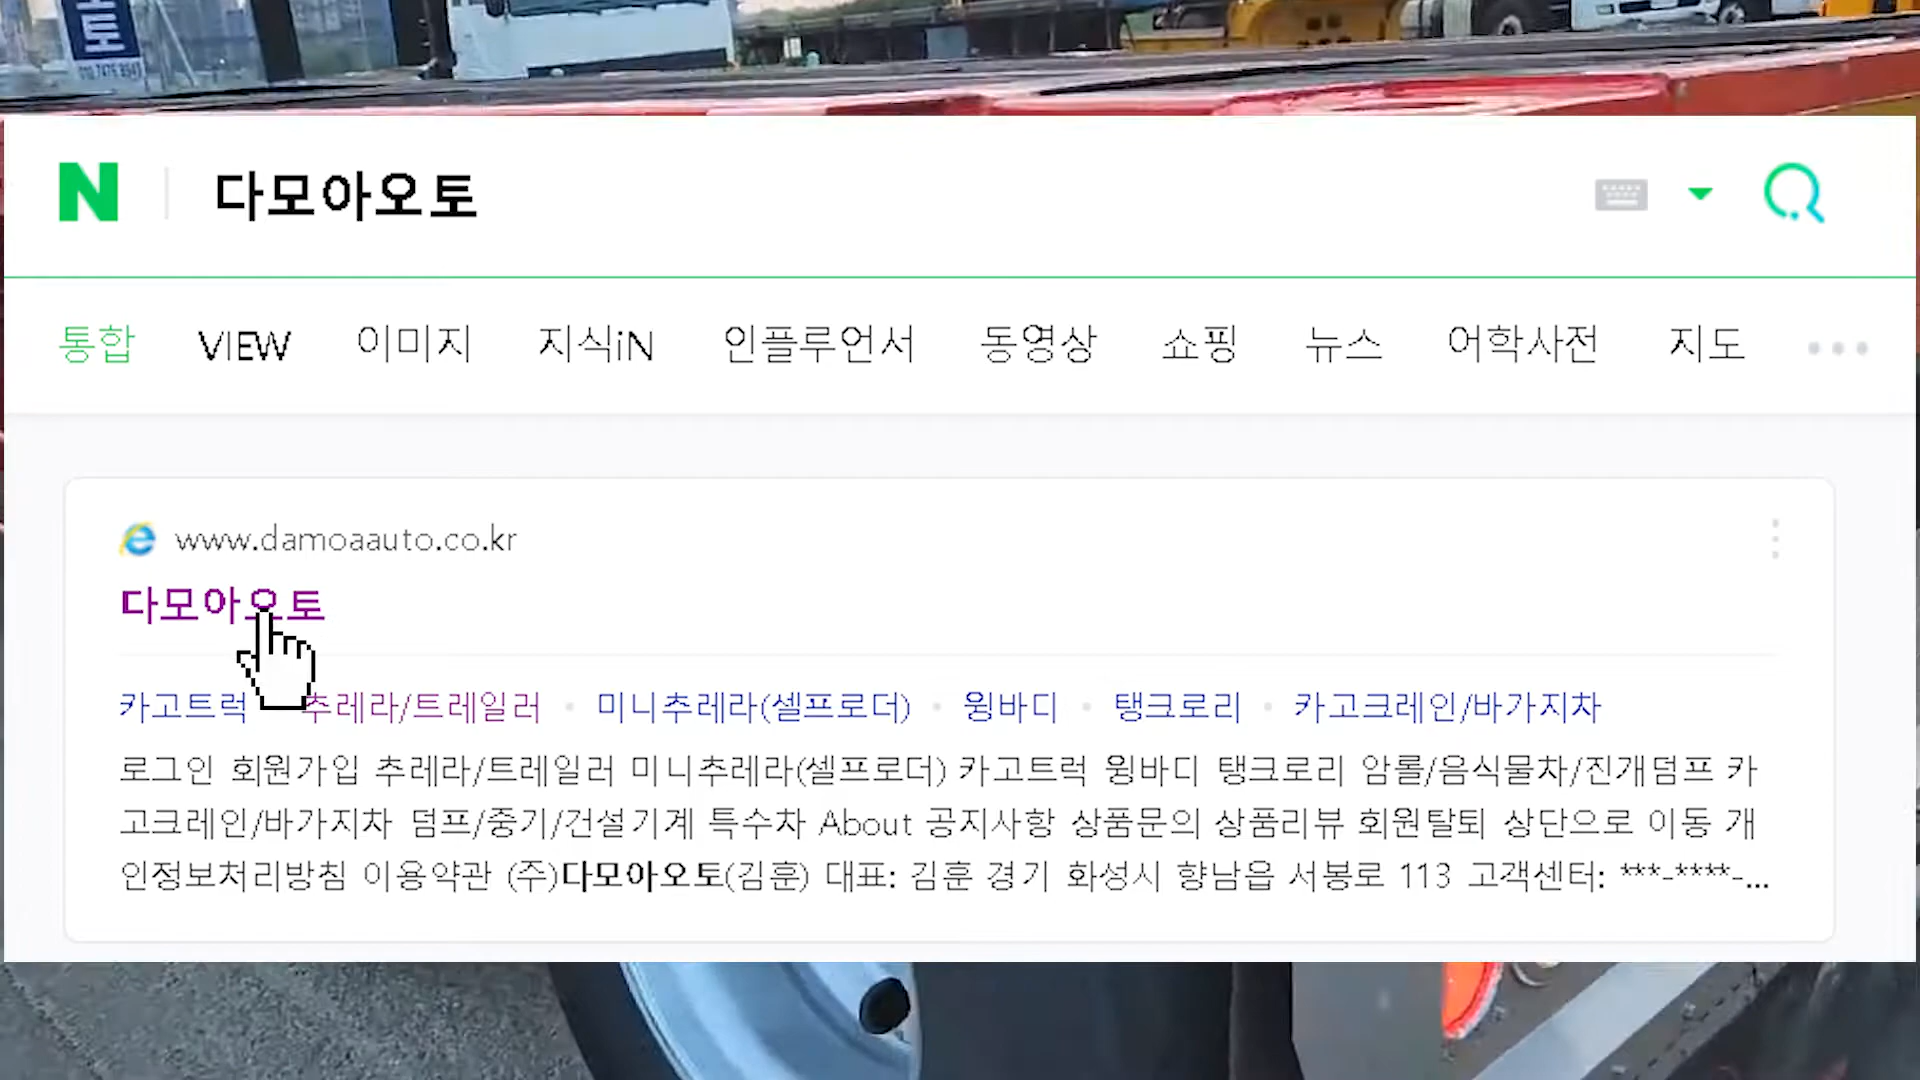 N 다모아오토
통합 VIEW 이미지 지식iN 인플루언서 동영상 쇼핑 뉴스 어학사전 지도
www.damoaauto.co.kr
다모아오토
카고트럭 추레라/트레일러 · 미니추레라(셀프로더) · 윙바디 · 탱크로리 · 카고크레인/바가지차
로그인 회원가입 추레라/트레일러 미니추레라(셀프로더) 카고트럭 윙바디 탱크로리 암롤/음식물차/진개덤프 카
고크레인/바가지차 덤프/중기/건설기계 특수차 About 공지사항 상품문의 상품리뷰 회원탈퇴 상단으로 이동 개
인정보처리방침 이용약관 (주)다모아오토(김훈) 대표: 김훈 경기 화성시 향남읍 서봉로 113 고객센터: ***-****-...